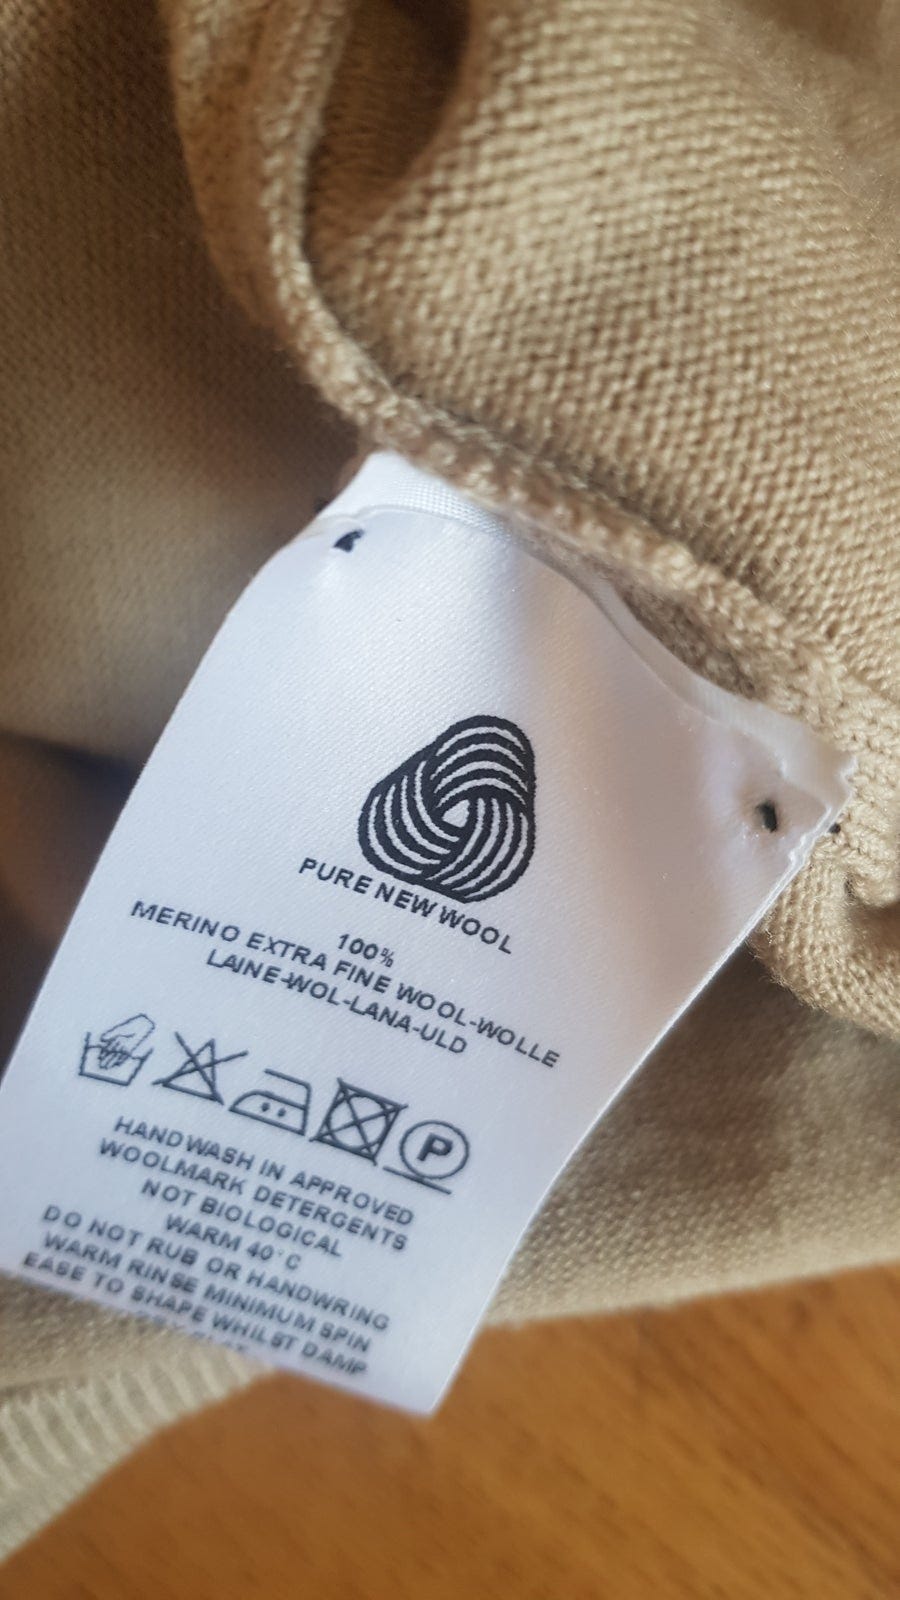 PURE NEW WOOL
100%
MERINO EXTRA FINE WOOL-WOLLE
LAINE-WOL-LANA-ULD
P
HANDWASH IN APPROVED
WOOLMARK DETERGENTS
NOT BIOLOGICAL
WARM 40°C
DO NOT RUB OR HANDWRING
WARM RINSE MINIMUM SPIN
EASE TO SHAPE WHILST DAMP